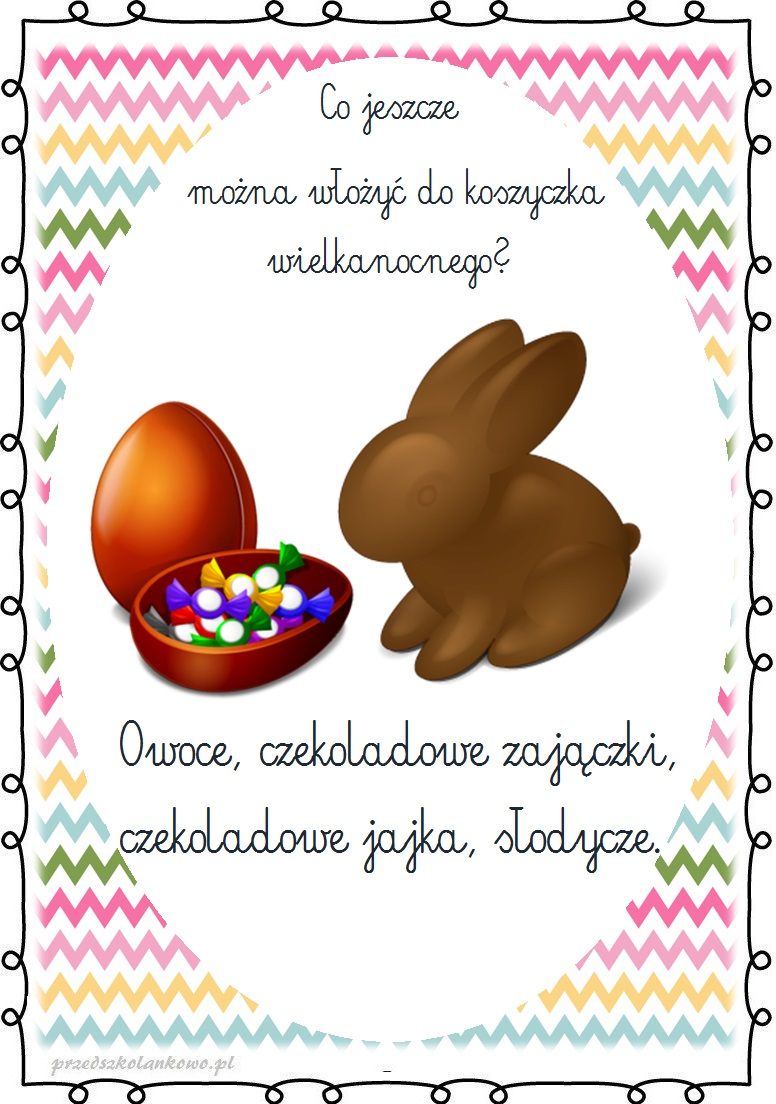 Co jeszcze
można włożyć do koszyczka
wielkanocnego?
Owoce, czekoladowe zajączki,
czekoladowe jajka, słodycze.
przedszkolankowo.pl